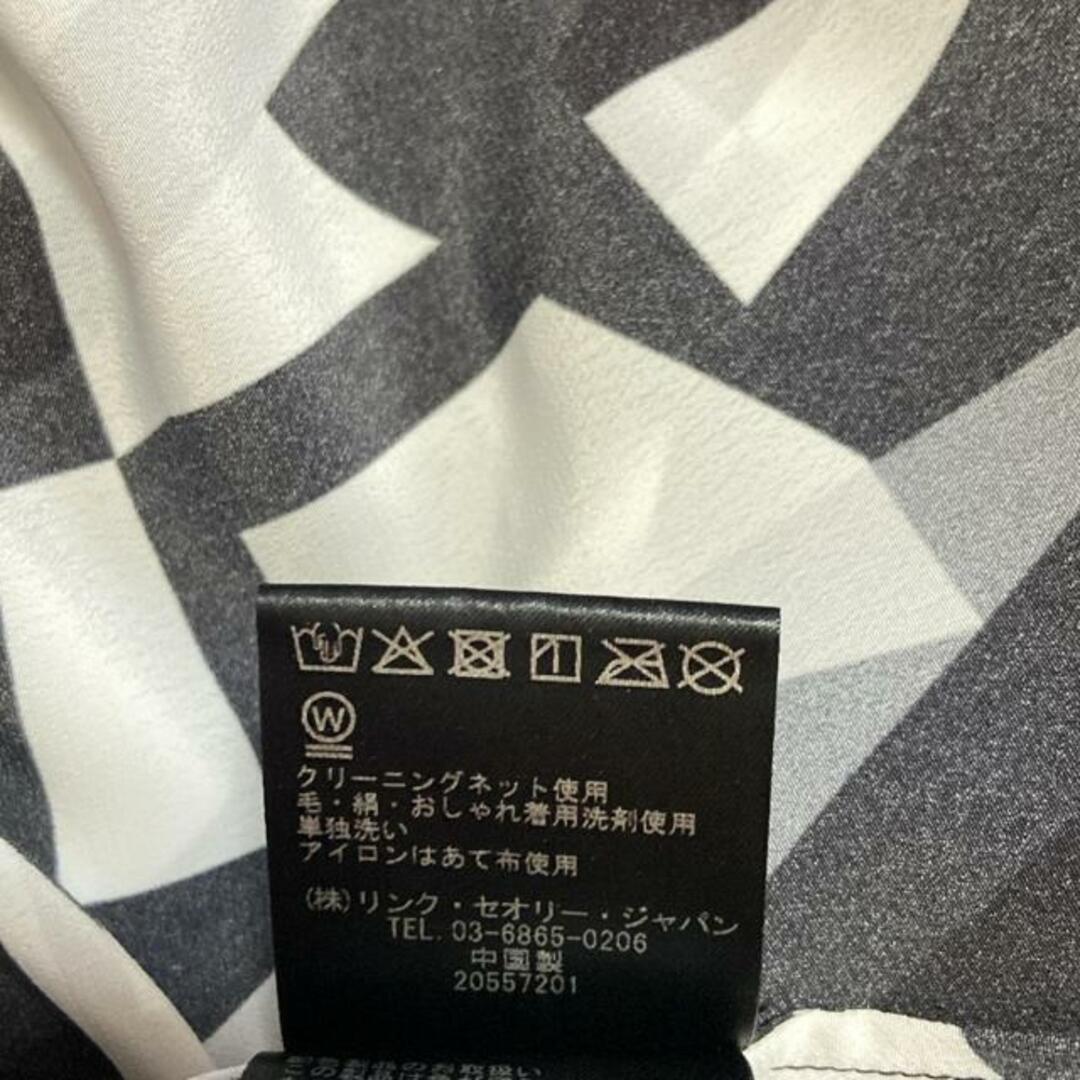 W
クリーニングネット使用
毛・絹・おしゃれ着用洗剤使用
単独洗い
アイロンはあて布使用
(株)リンク・セオリー・ジャパン
TEL. 03-6865-0206
中国製
20557201